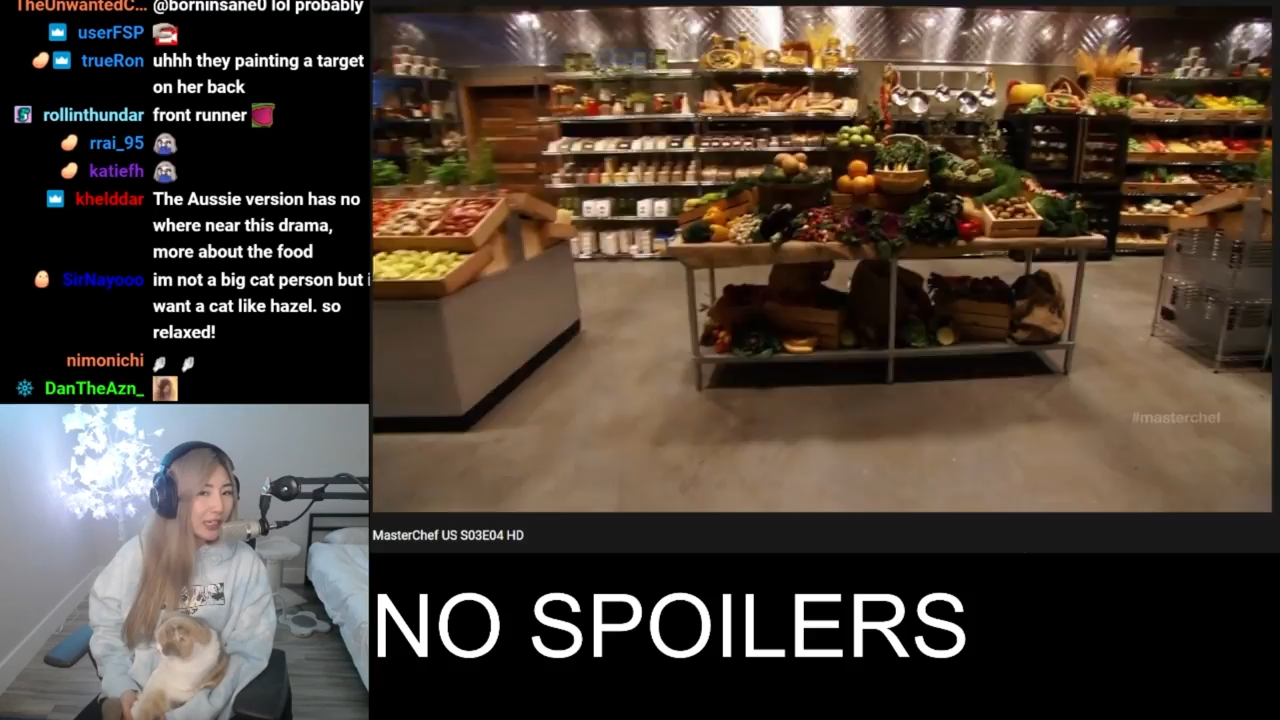 TheUnwantedC... @borninsane0 lol probably
userFSP
trueRon uhhh they painting a target
on her back
rollinthundar front runner
rrai_95
katiefh
khelddar The Aussie version has no
where near this drama,
more about the food
SirNayooo im not a big cat person but i
want a cat like hazel. so
relaxed!
nimonichi
DanTheAzn_
#masterchef
MasterChef US S03E04 HD
NO SPOILERS